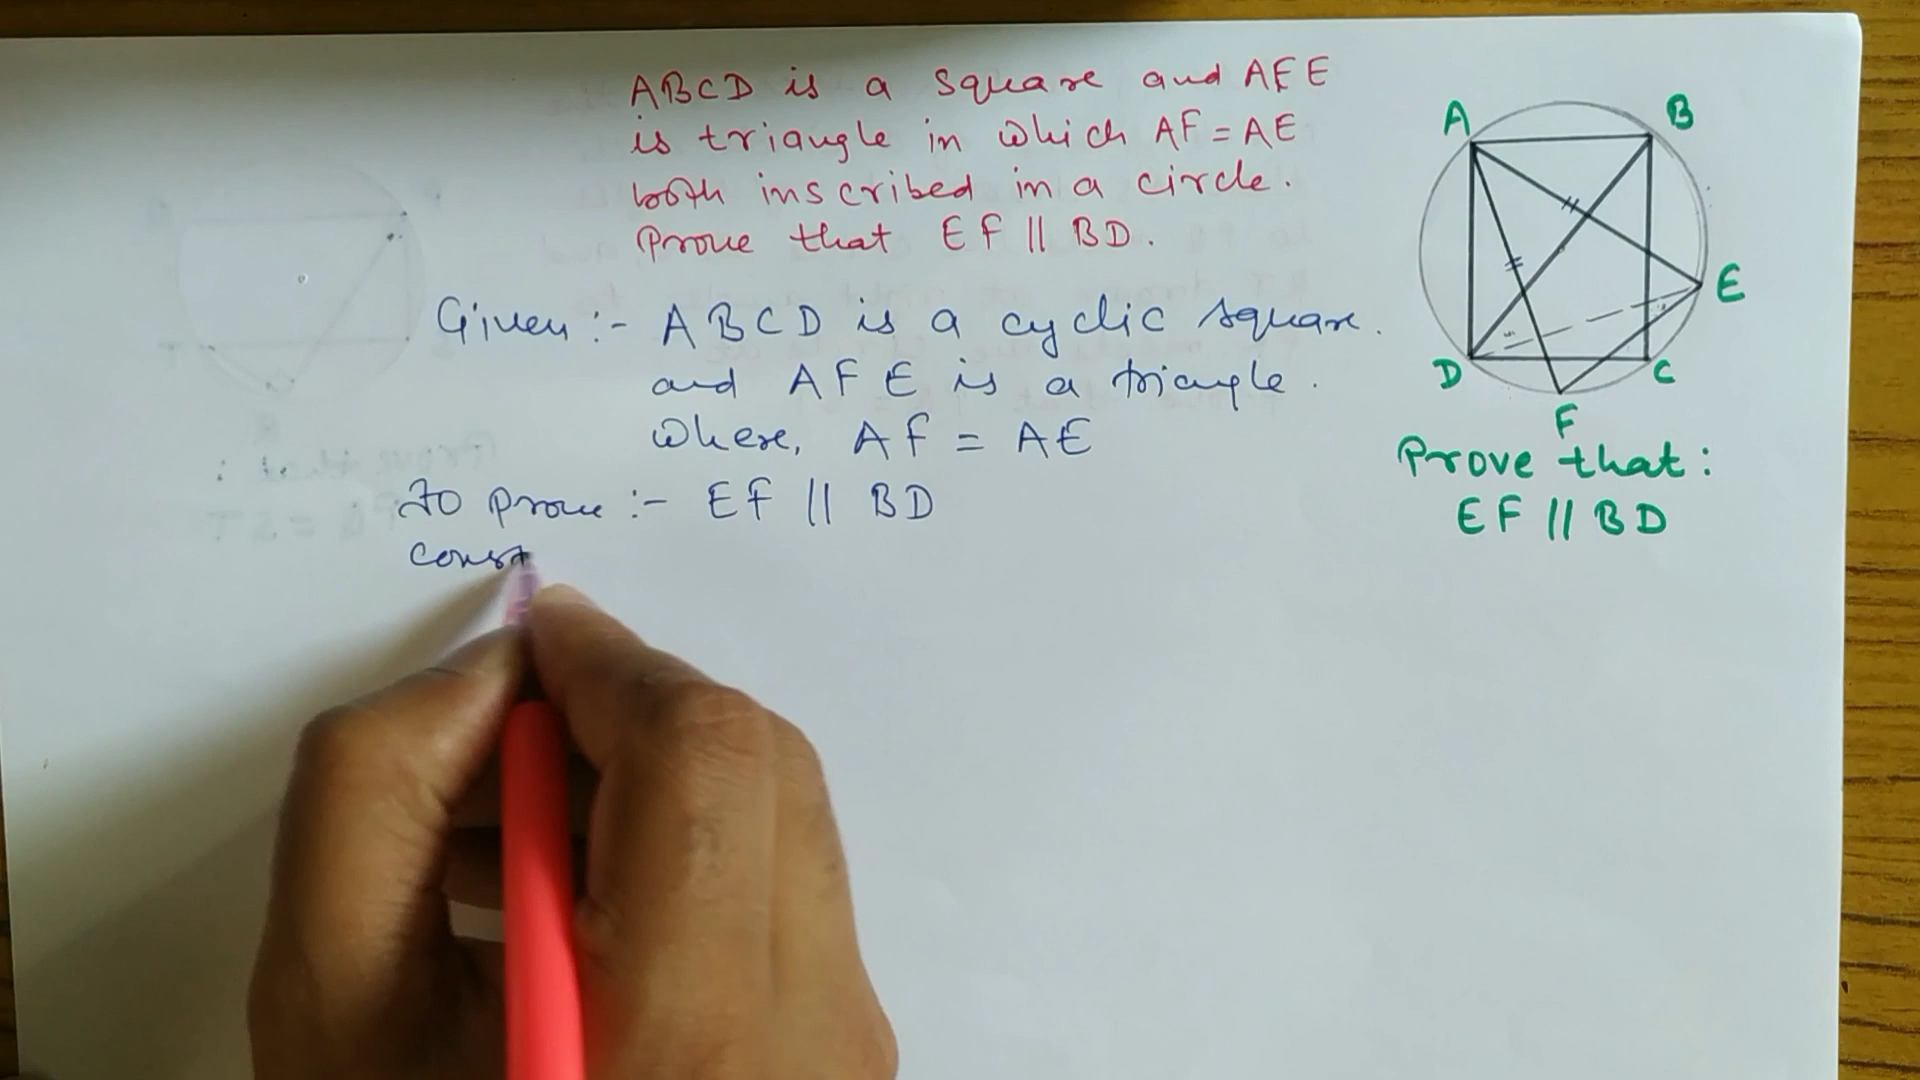 ABCD is a square and AFE
is triangle in which AF = AE
both inscribed in a circle.
Prove that EF || BD.
Given :- ABCD is a cyclic square.
and AFE is a triangle.
where, AF = AE
To prove :- EF || BD
const
A
B
E
D
C
F
Prove that:
EF // BD